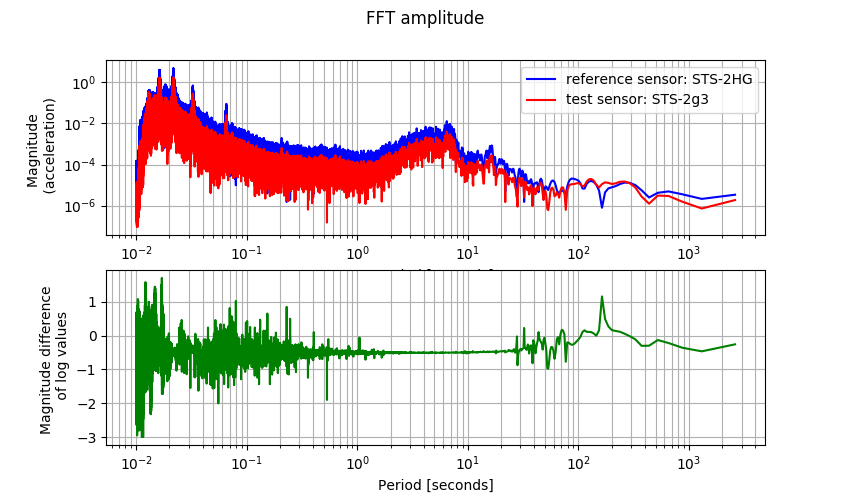 FFT amplitude
Magnitude
(acceleration)
10⁰
10⁻²
10⁻⁴
10⁻⁶
reference sensor: STS-2HG
test sensor: STS-2g3
10⁻² 10⁻¹ 10⁰ 10¹ 10² 10³
Magnitude difference
of log values
1
0
−1
−2
−3
10⁻² 10⁻¹ 10⁰ 10¹ 10² 10³
Period [seconds]